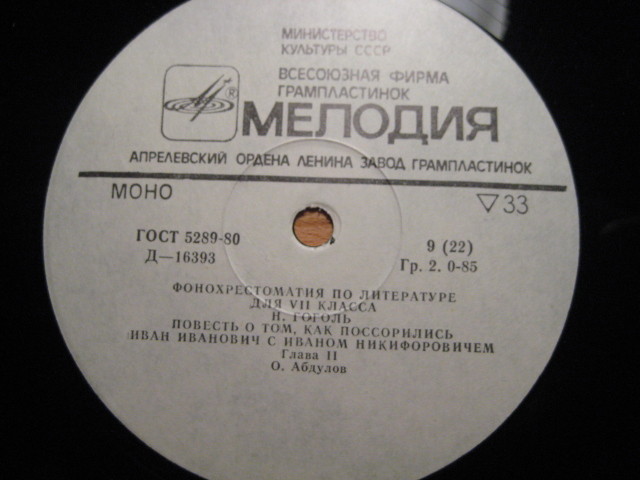 МИНИСТЕРСТВО
КУЛЬТУРЫ СССР
ВСЕСОЮЗНАЯ ФИРМА
ГРАМПЛАСТИНОК
® МЕЛОДИЯ
АПРЕЛЕВСКИЙ ОРДЕНА ЛЕНИНА ЗАВОД ГРАМПЛАСТИНОК
МОНО ▽33
ГОСТ 5289-80 9 (22)
Д—16393 Гр. 2. 0-85
ФОНОХРЕСТОМАТИЯ ПО ЛИТЕРАТУРЕ
ДЛЯ VII КЛАССА
Н. ГОГОЛЬ
ПОВЕСТЬ О ТОМ, КАК ПОССОРИЛИСЬ
ИВАН ИВАНОВИЧ С ИВАНОМ НИКИФОРОВИЧЕМ
Глава II
О. Абдулов